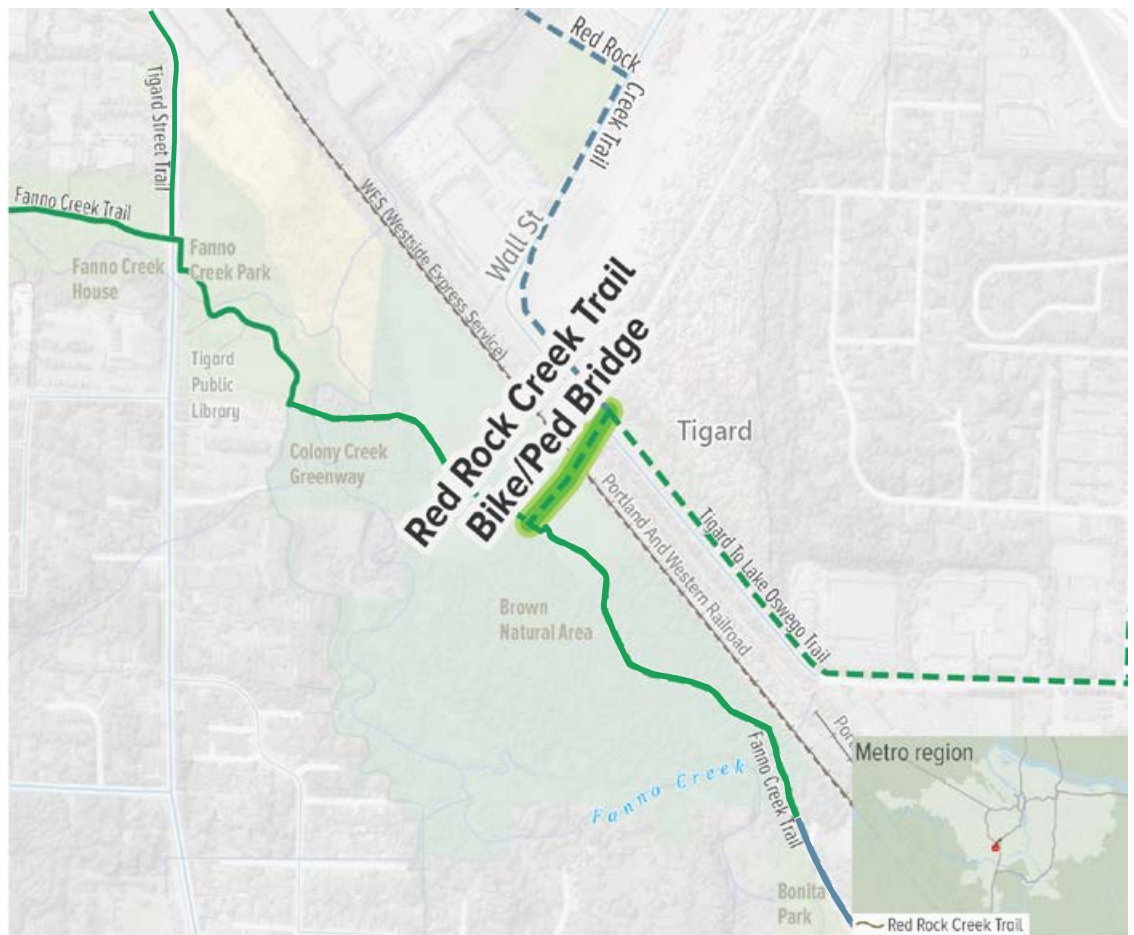 Red Rock
Creek Trail
Tigard Street Trail
Fanno Creek Trail
Fanno Creek
House
Fanno
Creek Park
WES (Westside Express Service)
Wall St
Tigard
Public
Library
Colony Creek
Greenway
Red Rock Creek Trail
Bike/Ped Bridge
Tigard
Portland And Western Railroad
Tigard To Lake Oswego Trail
Brown
Natural Area
Fanno Creek
Fanno Creek Trail
Bonita
Park
Metro region
Red Rock Creek Trail